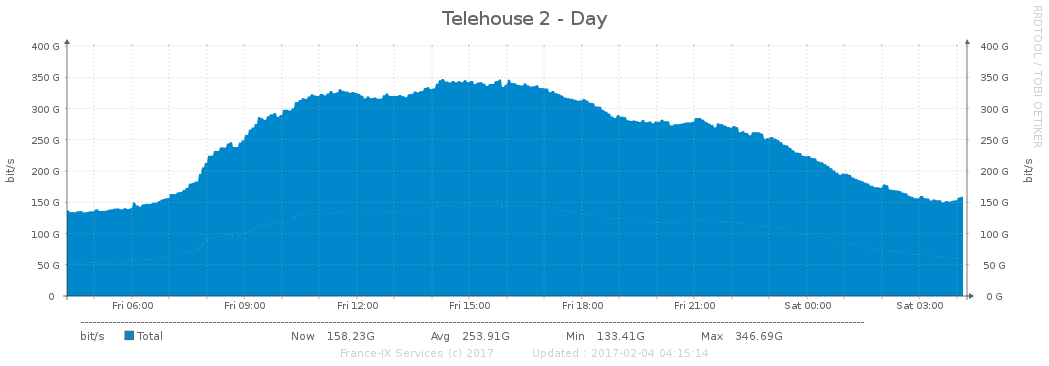 Telehouse 2 - Day
RRDTOOL / TOBI OETIKER
400 G 400 G
350 G 350 G
300 G 300 G
250 G 250 G
200 G 200 G
150 G 150 G
100 G 100 G
50 G 50 G
0 0 G
bit/s bit/s
Fri 06:00 Fri 09:00 Fri 12:00 Fri 15:00 Fri 18:00 Fri 21:00 Sat 00:00 Sat 03:00
bit/s Total Now 158.23G Avg 253.91G Min 133.41G Max 346.69G
France-IX Services (c) 2017 Updated : 2017-02-04 04:15:14